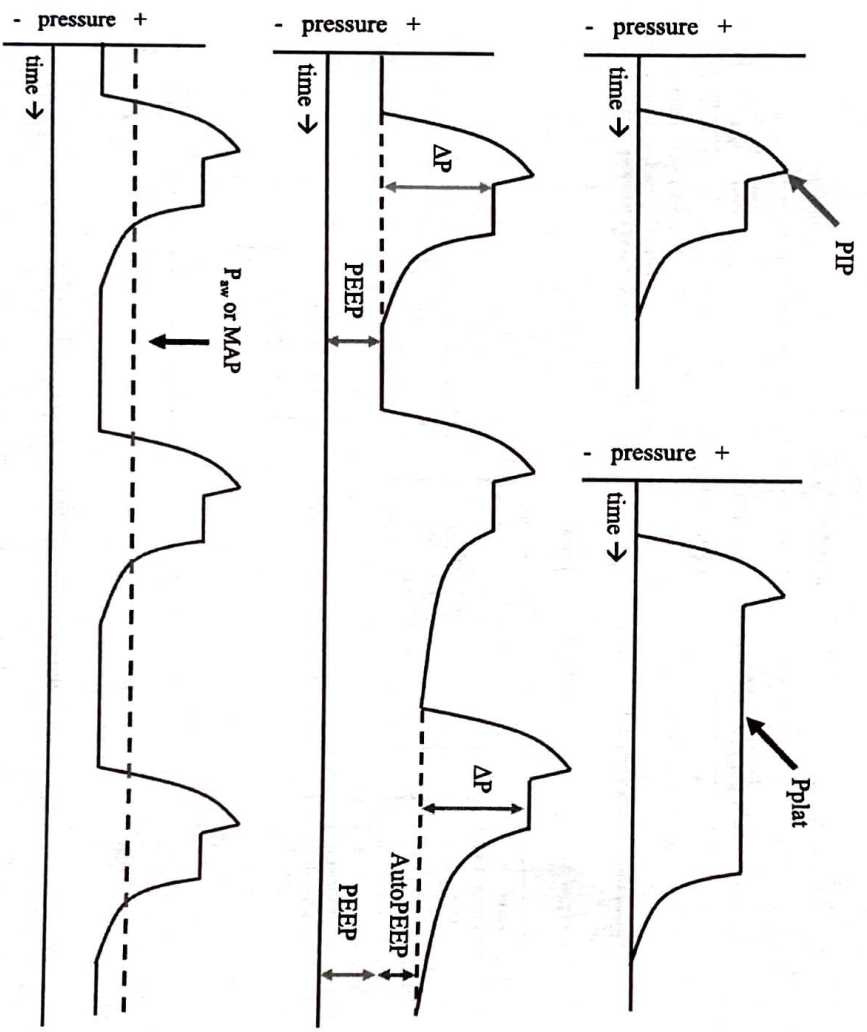 - pressure +
time →
PIP
- pressure +
time →
Pplat
- pressure +
time →
ΔP
PEEP
ΔP
AutoPEEP
PEEP
- pressure +
time →
Paw or MAP